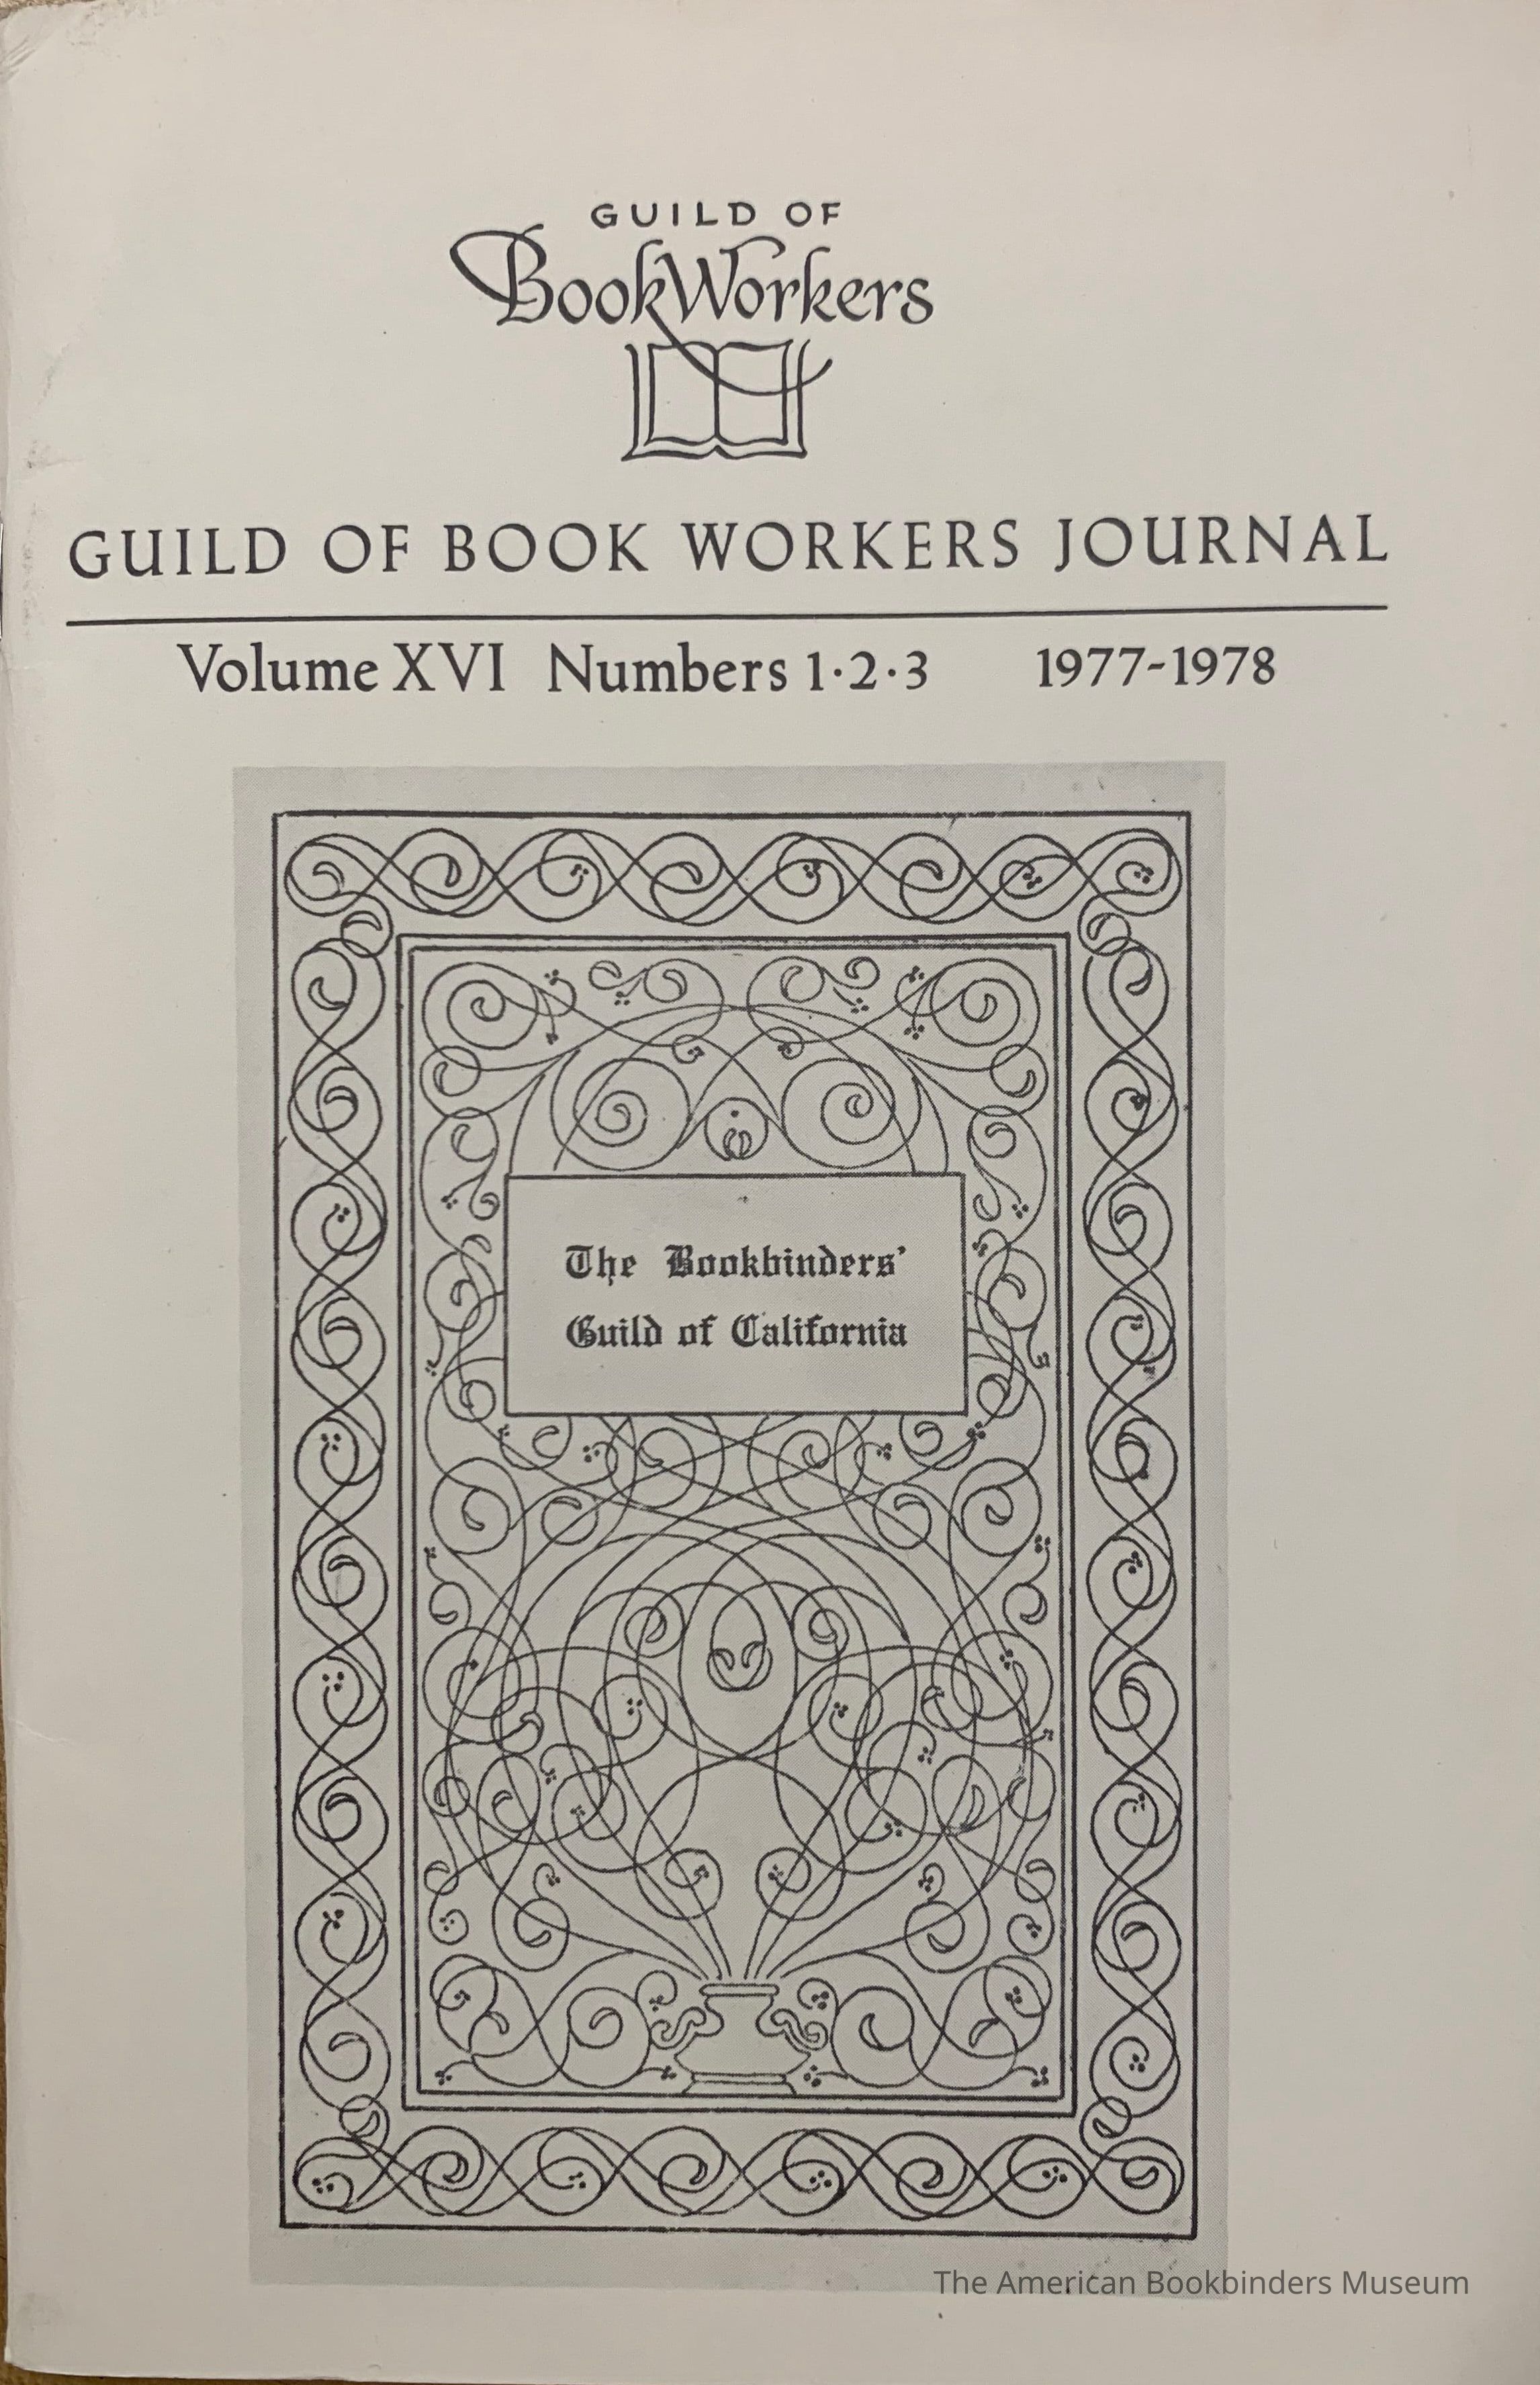 GUILD OF
BookWorkers
GUILD OF BOOK WORKERS JOURNAL
Volume XVI Numbers 1·2·3 1977-1978
The Bookbinders'
Guild of California
The American Bookbinders Museum